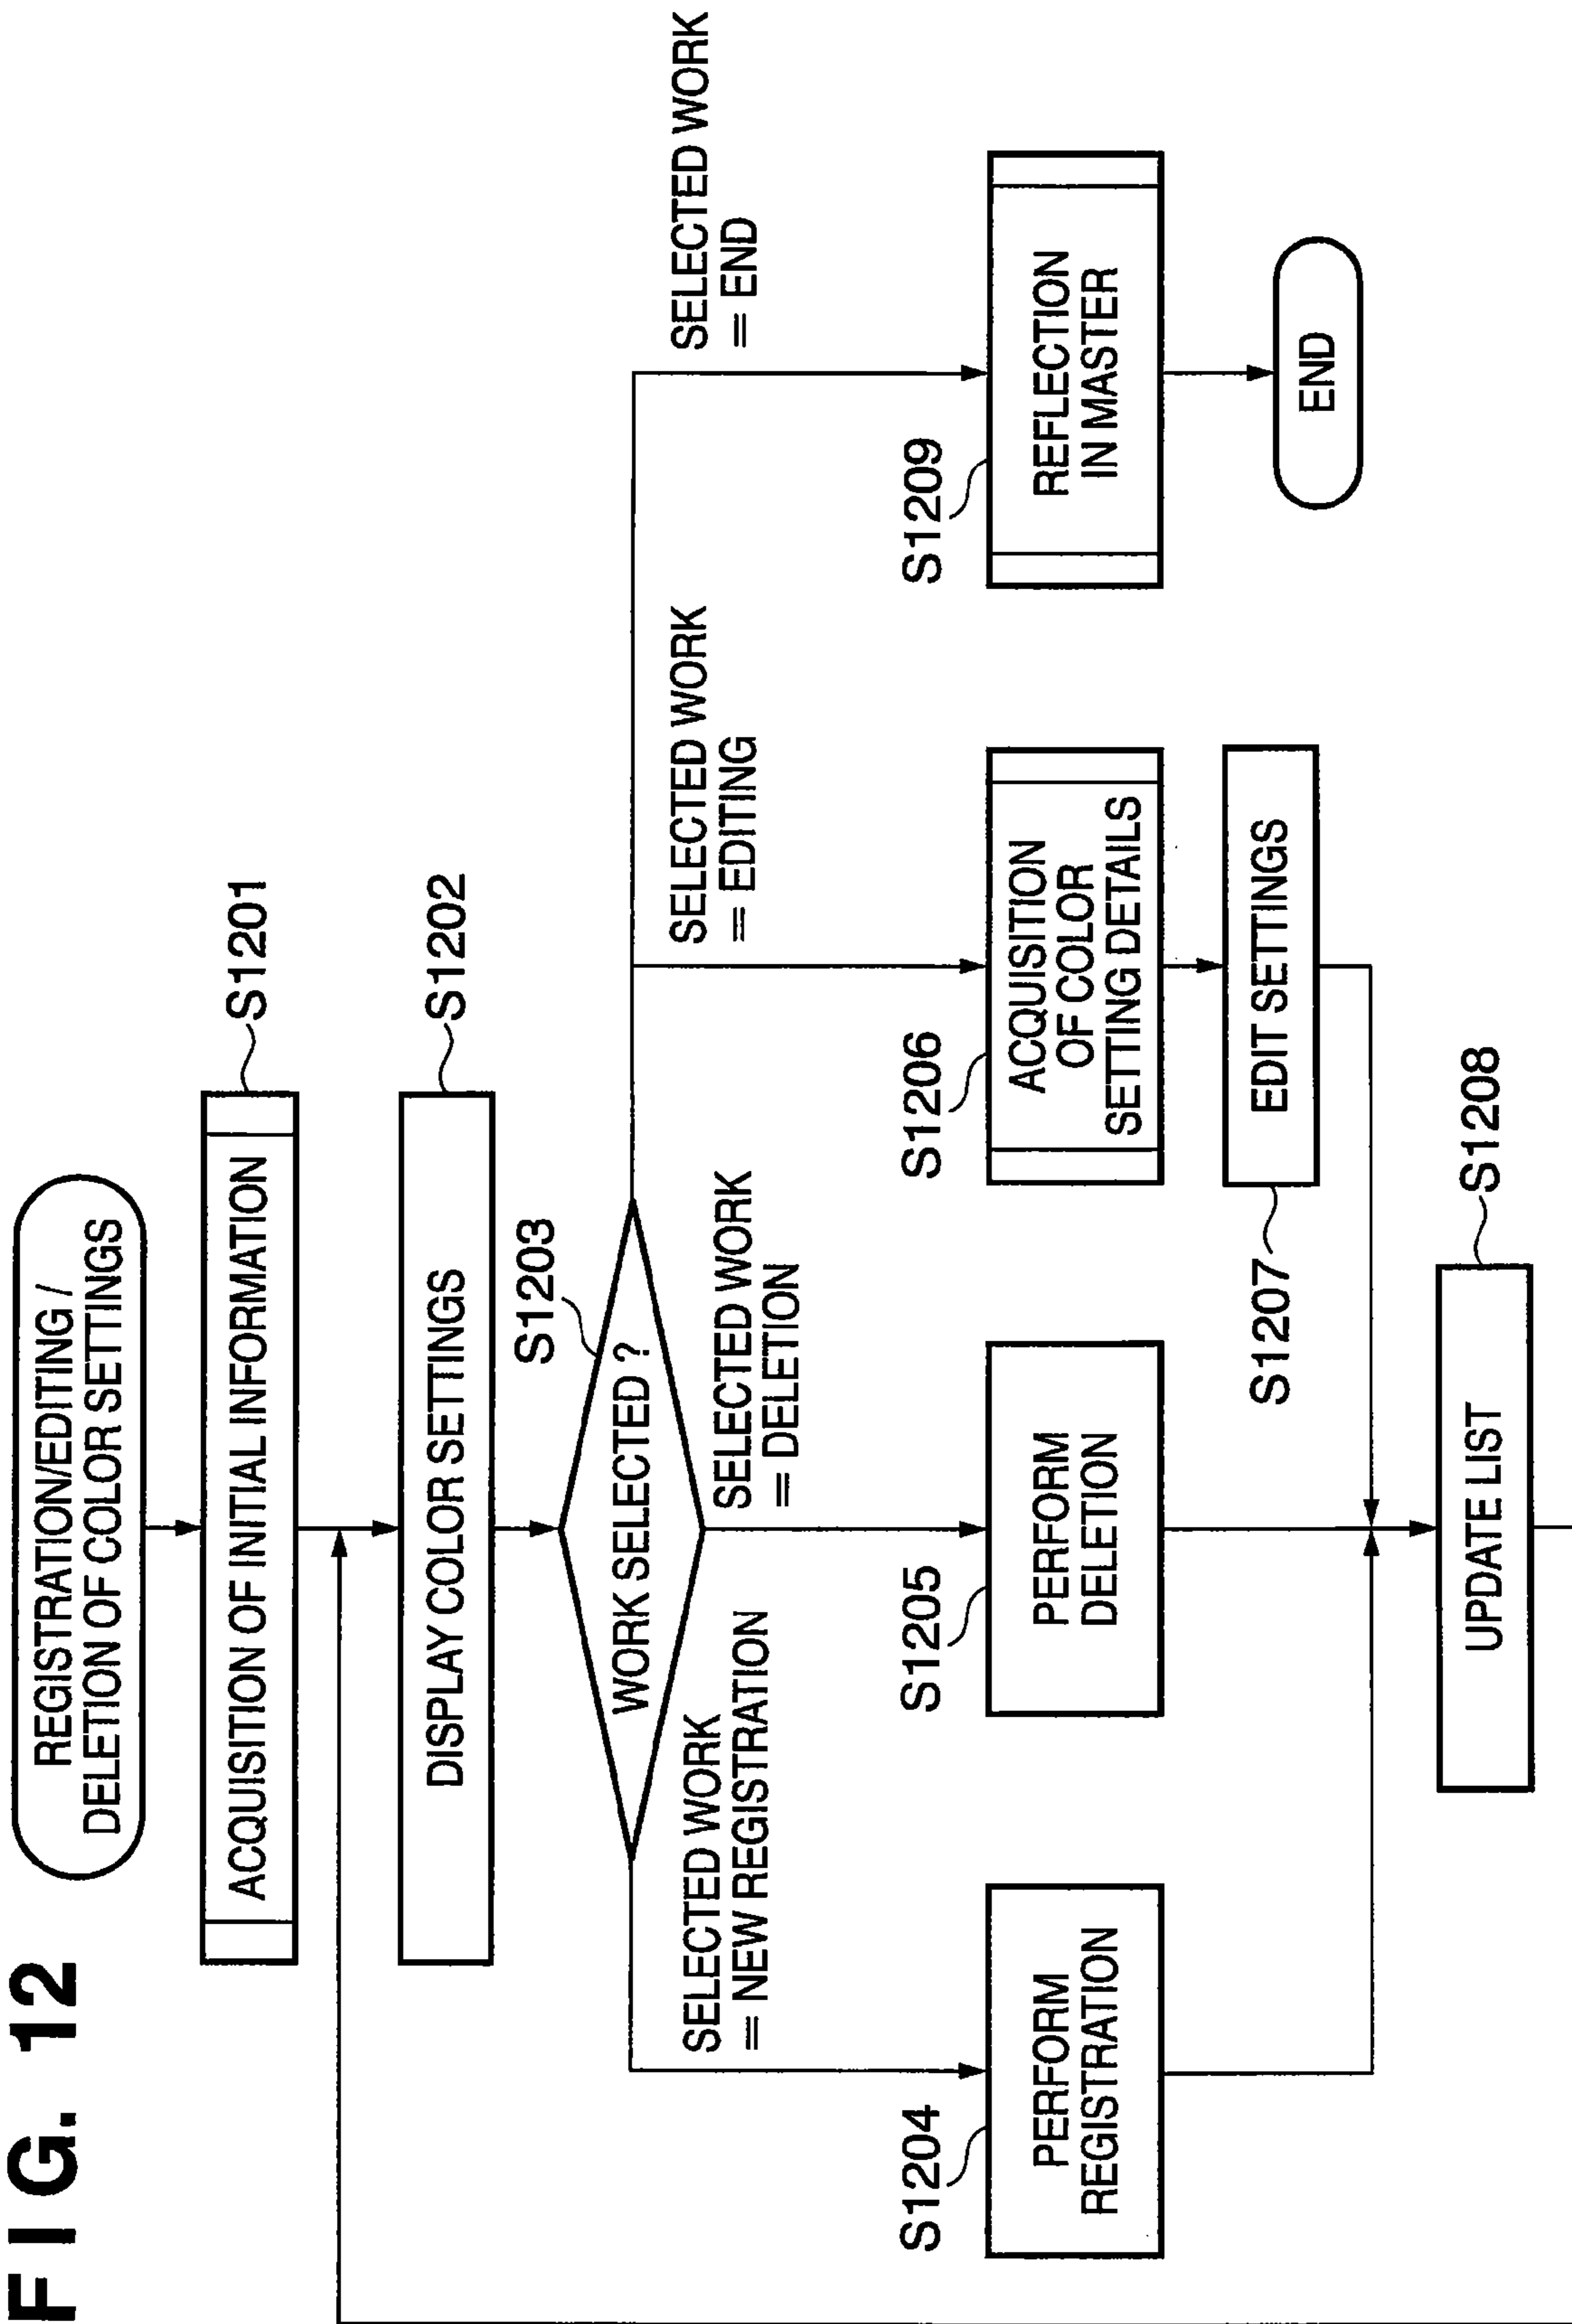 FIG. 12
REGISTRATION/EDITING /
DELETION OF COLOR SETTINGS
ACQUISITION OF INITIAL INFORMATION
S1201
DISPLAY COLOR SETTINGS
S1202
WORK SELECTED ?
S1203
SELECTED WORK
= NEW REGISTRATION
SELECTED WORK
= DELETION
SELECTED WORK
= EDITING
SELECTED WORK
= END
S1204
PERFORM
REGISTRATION
S1205
PERFORM
DELETION
S1206
ACQUISITION
OF COLOR
SETTING DETAILS
S1209
REFLECTION
IN MASTER
S1207
EDIT SETTINGS
END
UPDATE LIST
S1208